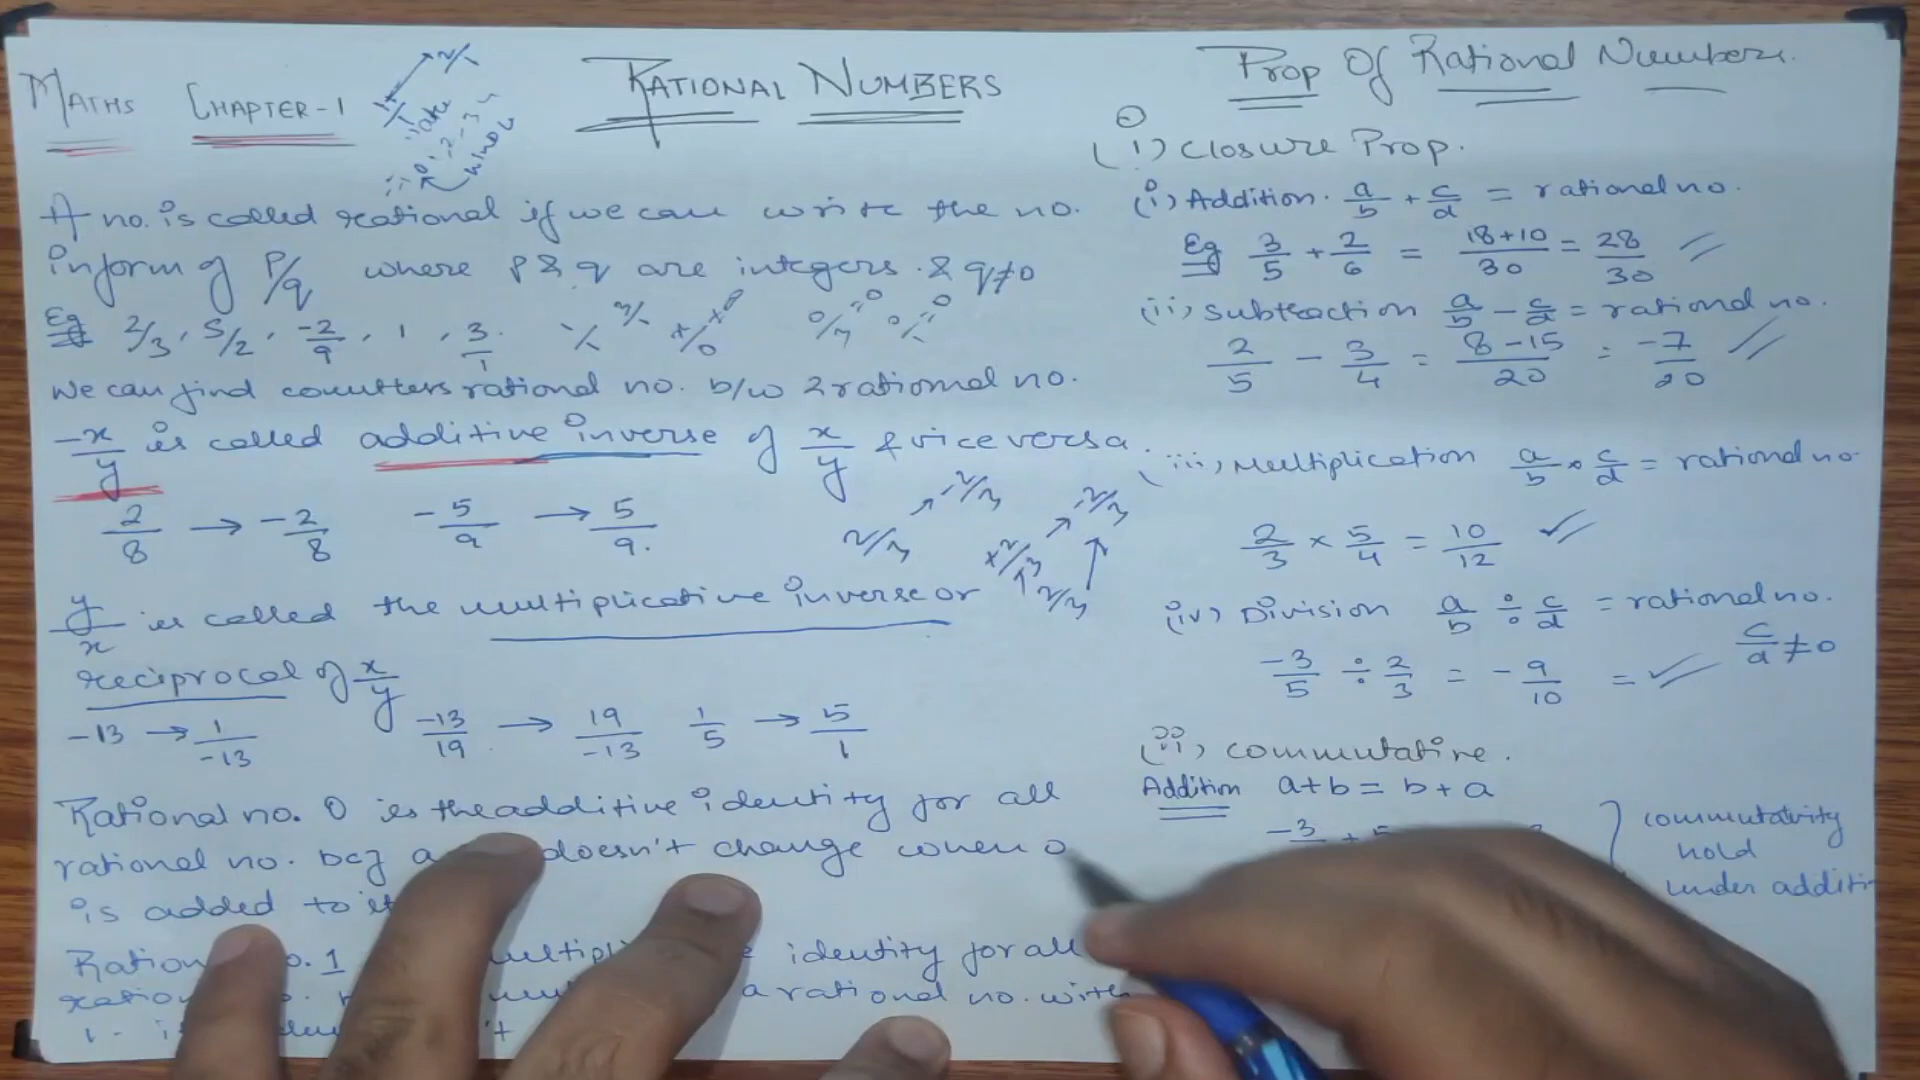 MATHS CHAPTER-1
RATIONAL NUMBERS
A no. is called rational if we can write the no.
in form of P/q where p & q are integers. & q≠0
Eg 2/3, 5/2, -2/9, 1, 3/1
We can find countless rational no. b/w 2 rational no.
-x/y is called additive inverse of x/y & vice versa.
2/8 → -2/8 -5/9 → 5/9.
y/x is called the multiplicative inverse or
reciprocal of x/y
-13 → 1/-13 -13/19 → 19/-13 1/5 → 5/1
Rational no. 0 is the additive identity for all
rational no. bcz a doesn't change when 0
is added to it
Ration o. 1 identity for all
a rational no. with
1.
Prop Of Rational Numbers.
(i) Closure Prop.
(i) Addition. a/b + c/d = rational no.
Eg 3/5 + 2/6 = 18+10/30 = 28/30
(ii) Subtraction a/b - c/d = rational no.
2/5 - 3/4 = 8-15/20 = -7/20
(iii) Multiplication a/b × c/d = rational no.
2/3 × 5/4 = 10/12
(iv) Division a/b ÷ c/d = rational no.
c/d ≠ 0
-3/5 ÷ 2/3 = -9/10 =
(ii) commutative.
Addition a+b = b+a
-3
commutativity
hold
under additi